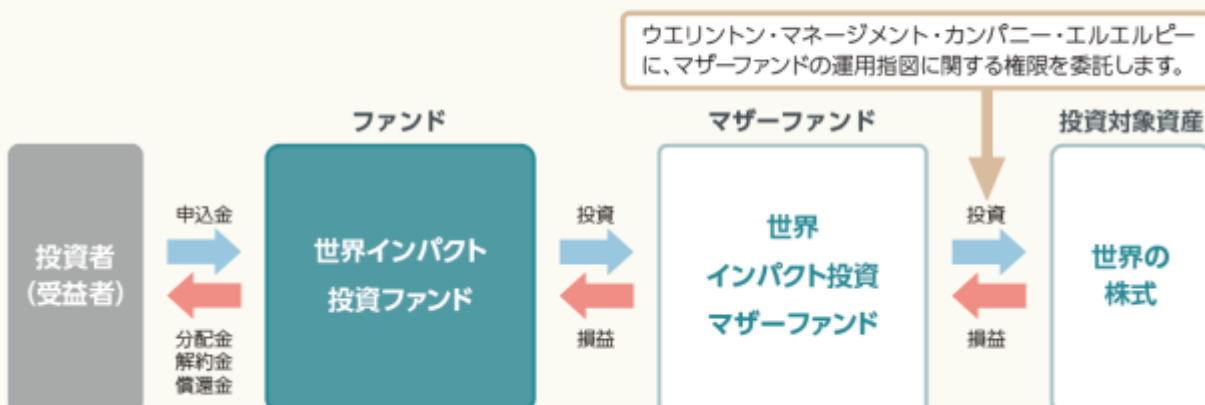 ウエリントン・マネージメント・カンパニー・エルエルピー
に、マザーファンドの運用指図に関する権限を委託します。
ファンド
マザーファンド
投資対象資産
投資者
(受益者)
申込金
分配金
解約金
償還金
世界インパクト
投資ファンド
投資
損益
世界
インパクト投資
マザーファンド
投資
損益
世界の
株式